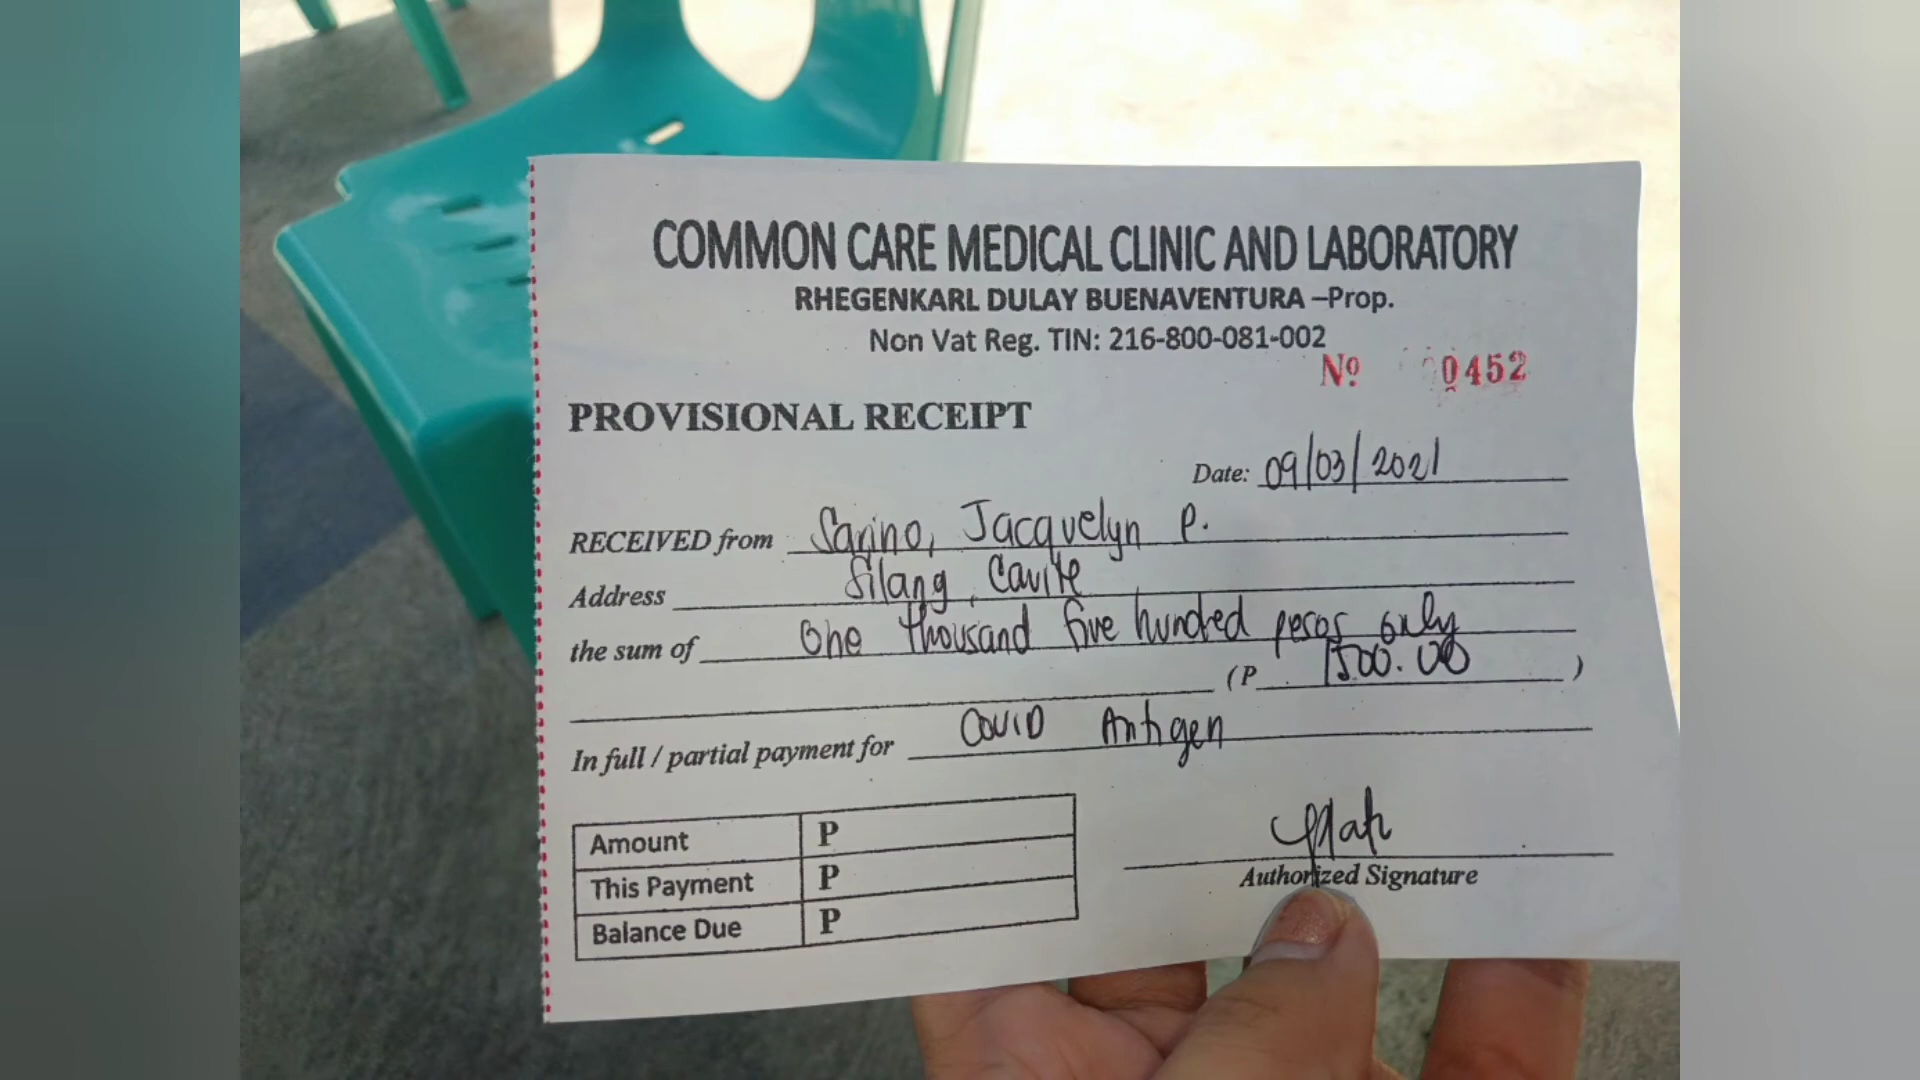 COMMON CARE MEDICAL CLINIC AND LABORATORY
RHEGENKARL DULAY BUENAVENTURA –Prop.
Non Vat Reg. TIN: 216-800-081-002
Nº 0452
PROVISIONAL RECEIPT
Date: 09/03/2021
RECEIVED from Sarino, Jacquelyn P.
Address Silang, Cavite
the sum of One thousand five hundred pesos only
(P 1500.00 )
In full / partial payment for COVID Antigen
Amount P
This Payment P
Balance Due P
Authorized Signature